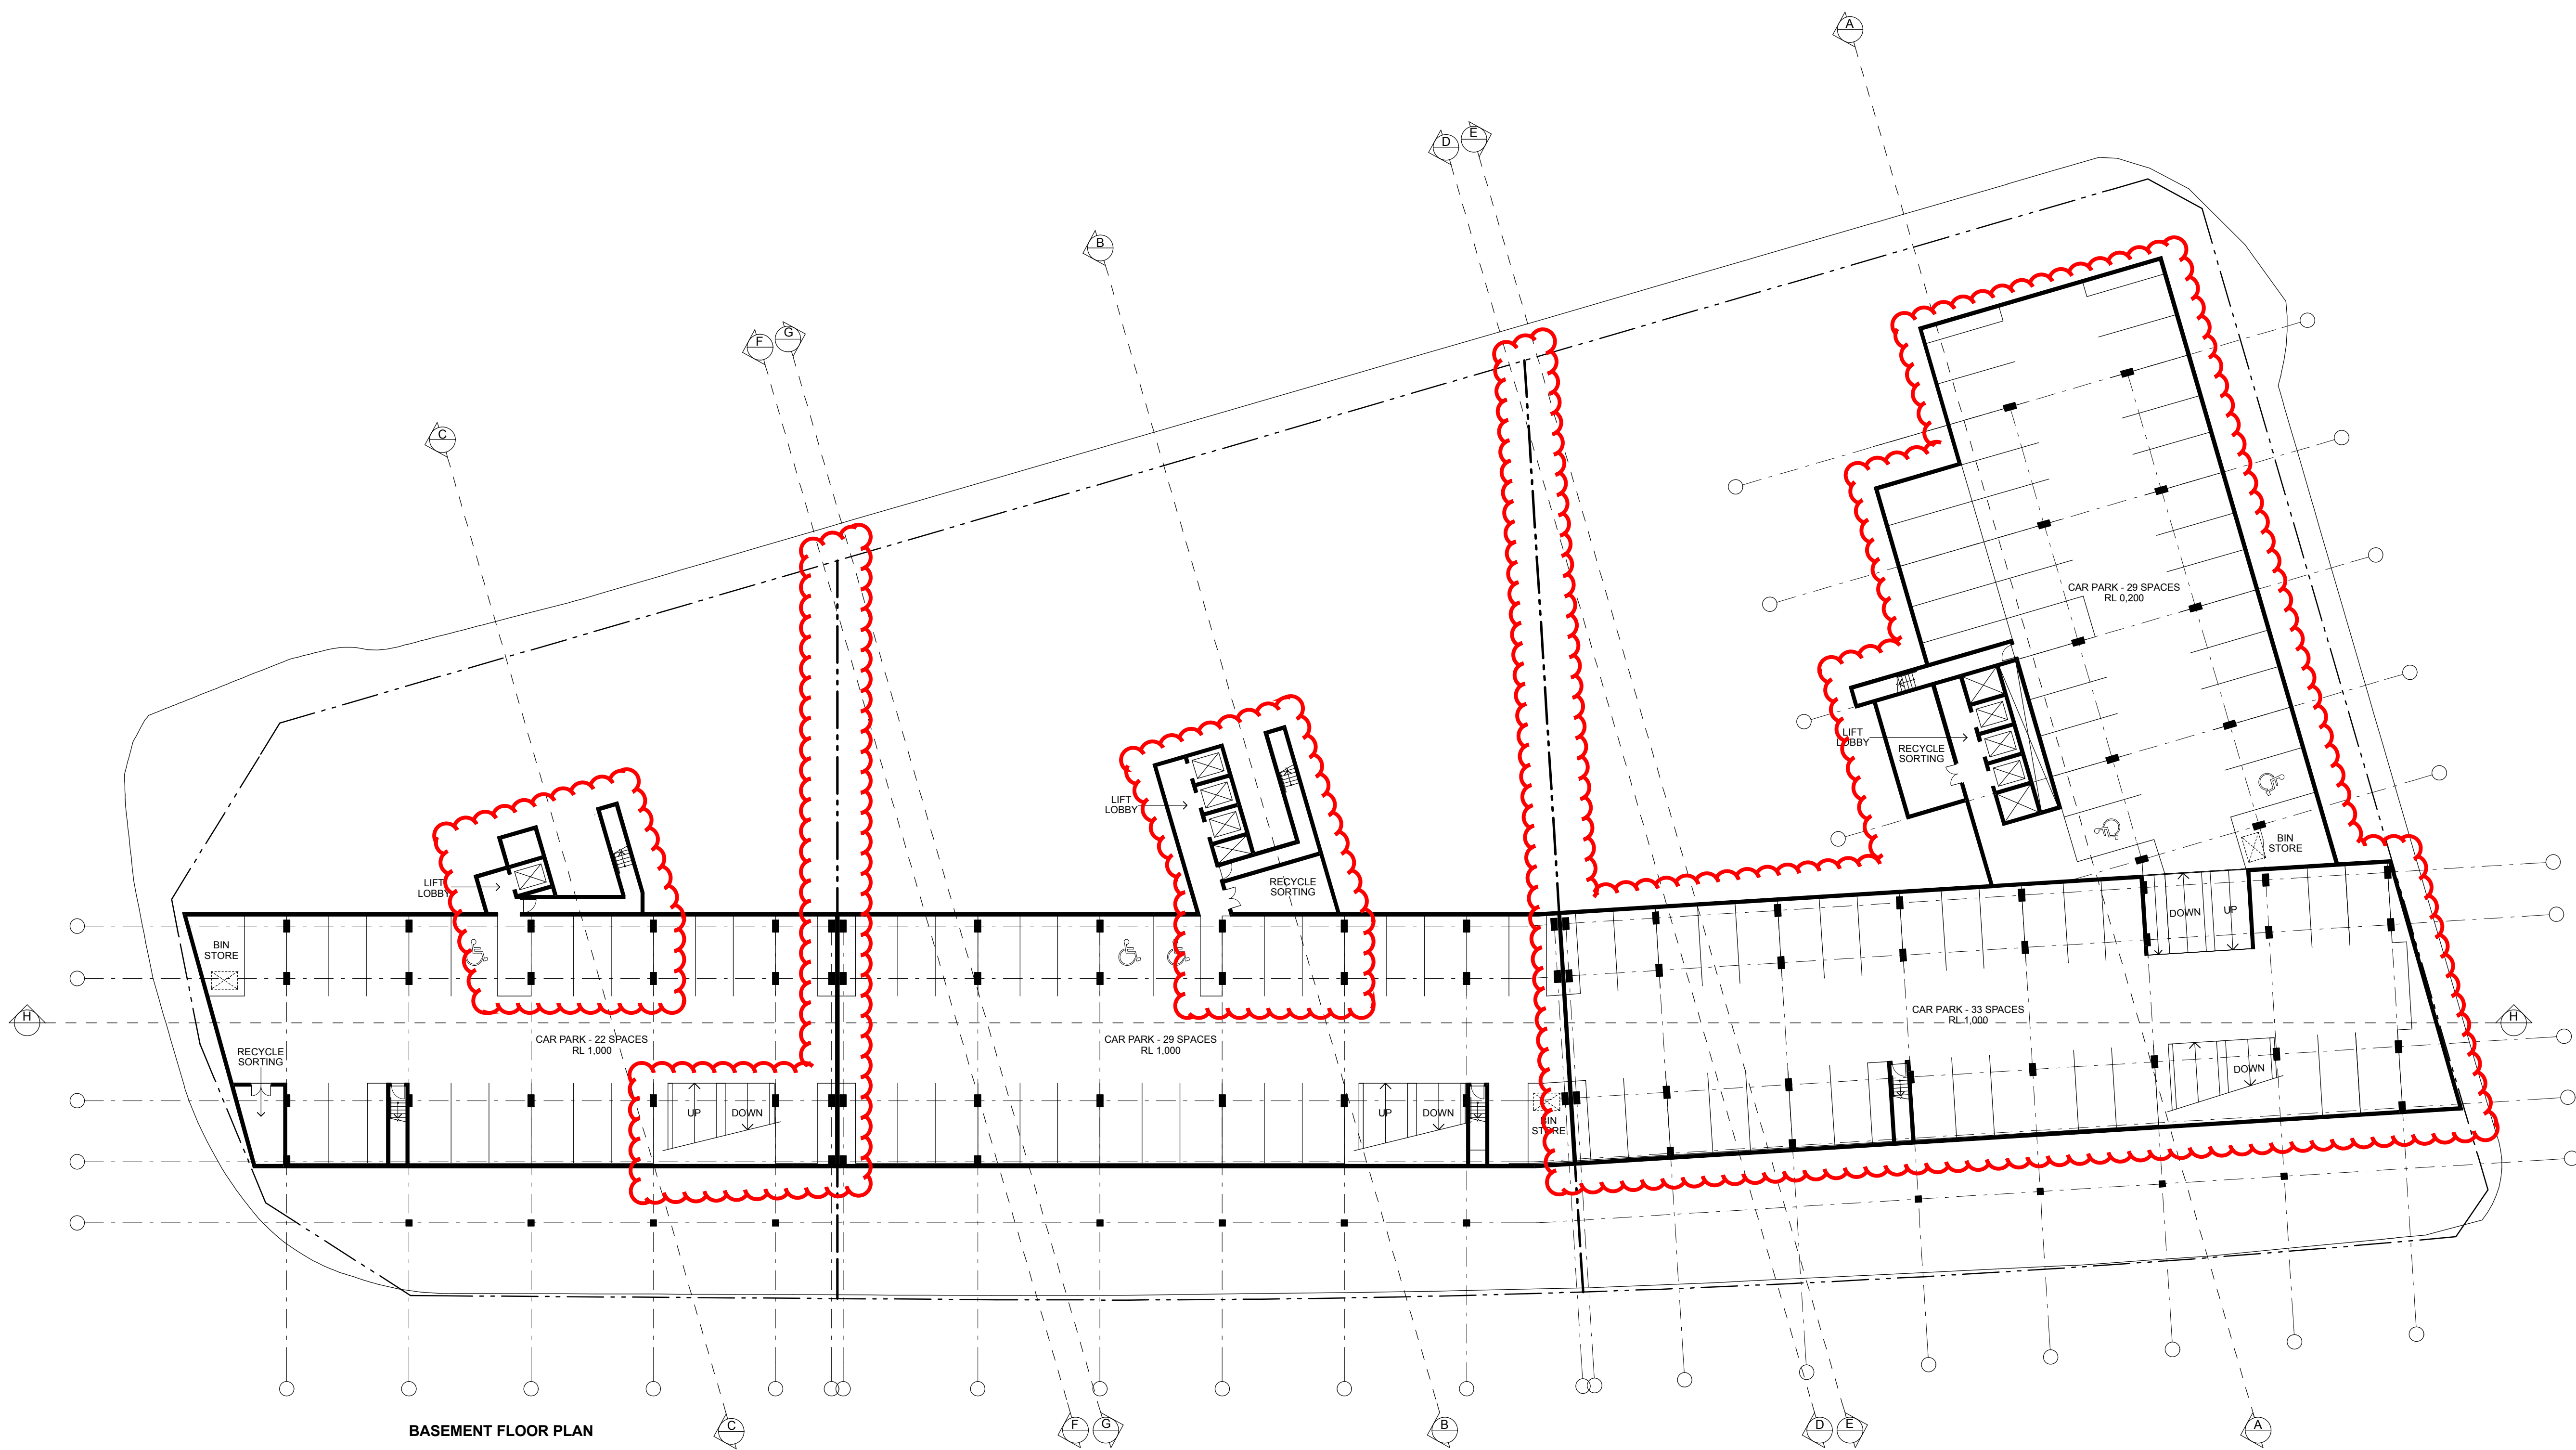 A
E
D
B
G
F
C
CAR PARK - 29 SPACES
RL 0,200
LIFT
LOBBY
RECYCLE
SORTING
LIFT
LOBBY
BIN
STORE
LIFT
LOBBY
RECYCLE
SORTING
DOWN
UP
BIN
STORE
H
CAR PARK - 22 SPACES
RL 1,000
CAR PARK - 29 SPACES
RL 1,000
CAR PARK - 33 SPACES
RL 1,000
H
RECYCLE
SORTING
DOWN
UP
DOWN
UP
DOWN
BIN
STORE
BASEMENT FLOOR PLAN
C
F
G
B
D
E
A